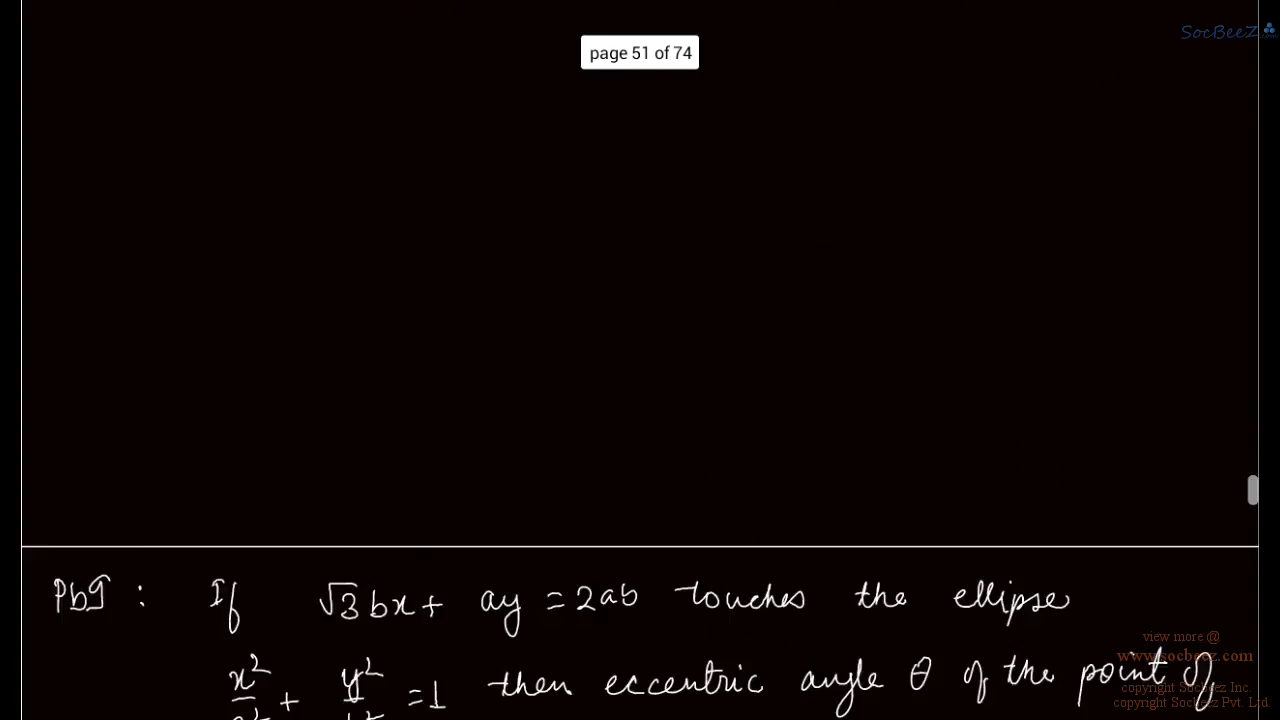 SocBeeZ
page 51 of 74
Pb9 : If √3bx + ay = 2ab touches the ellipse
view more @
www.socbeez.com
x²/a² + y²/b² = 1 then eccentric angle θ of the point of
copyright Socbeez Inc.
copyright Socbeez Pvt. Ltd.